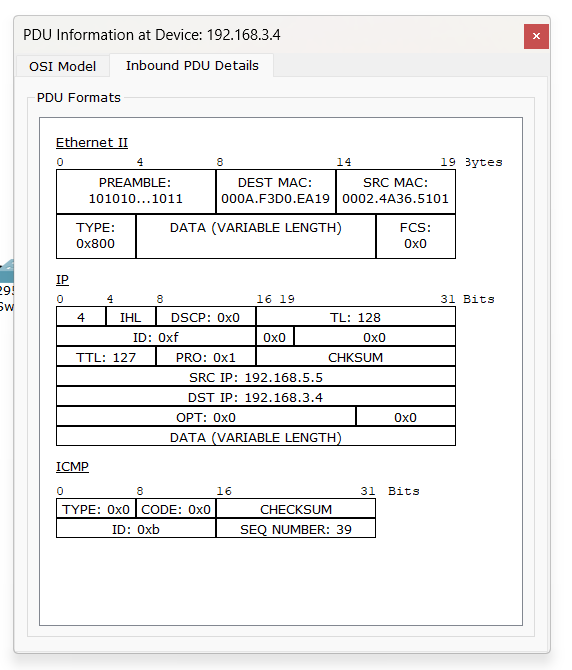 PDU Information at Device: 192.168.3.4
×
OSI Model Inbound PDU Details
PDU Formats
Ethernet II
0 4 8 14 19 Bytes
PREAMBLE: DEST MAC: SRC MAC:
101010...1011 000A.F3D0.EA19 0002.4A36.5101
TYPE: DATA (VARIABLE LENGTH) FCS:
0x800 0x0
IP
0 4 8 16 19 31 Bits
4 IHL DSCP: 0x0 TL: 128
ID: 0xf 0x0 0x0
TTL: 127 PRO: 0x1 CHKSUM
SRC IP: 192.168.5.5
DST IP: 192.168.3.4
OPT: 0x0 0x0
DATA (VARIABLE LENGTH)
ICMP
0 8 16 31 Bits
TYPE: 0x0 CODE: 0x0 CHECKSUM
ID: 0xb SEQ NUMBER: 39
295
Sw